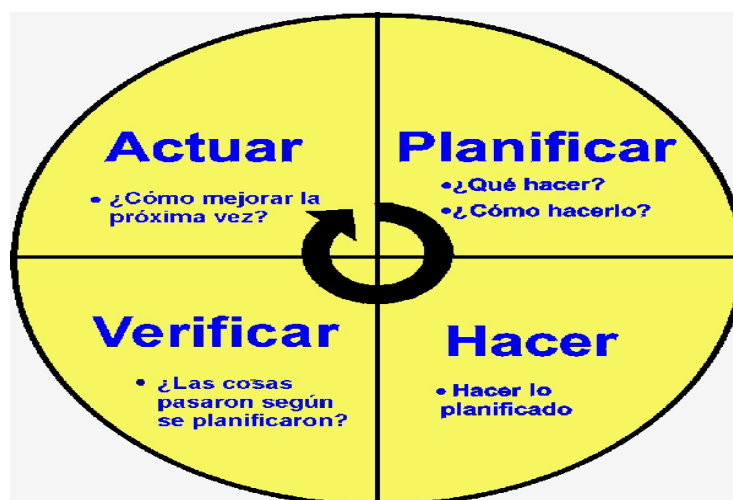 Actuar
• ¿Cómo mejorar la
próxima vez?
Planificar
•¿Qué hacer?
•¿Cómo hacerlo?
Verificar
• ¿Las cosas
pasaron según
se planificaron?
Hacer
• Hacer lo
planificado